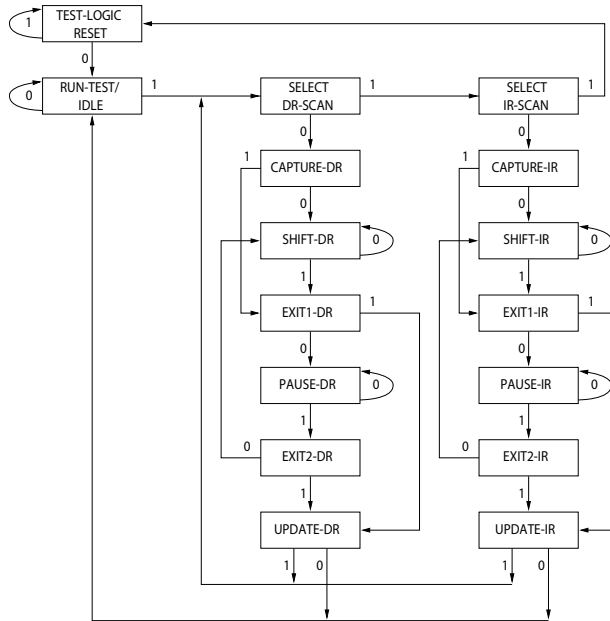 TEST-LOGIC
RESET
1
0
RUN-TEST/
IDLE
0
1
SELECT
DR-SCAN
1
SELECT
IR-SCAN
1
0
0
1
CAPTURE-DR
1
CAPTURE-IR
0
0
SHIFT-DR
0
SHIFT-IR
0
1
1
EXIT1-DR
1
EXIT1-IR
1
0
0
PAUSE-DR
0
PAUSE-IR
0
1
1
0
EXIT2-DR
0
EXIT2-IR
1
1
UPDATE-DR
UPDATE-IR
1
0
1
0